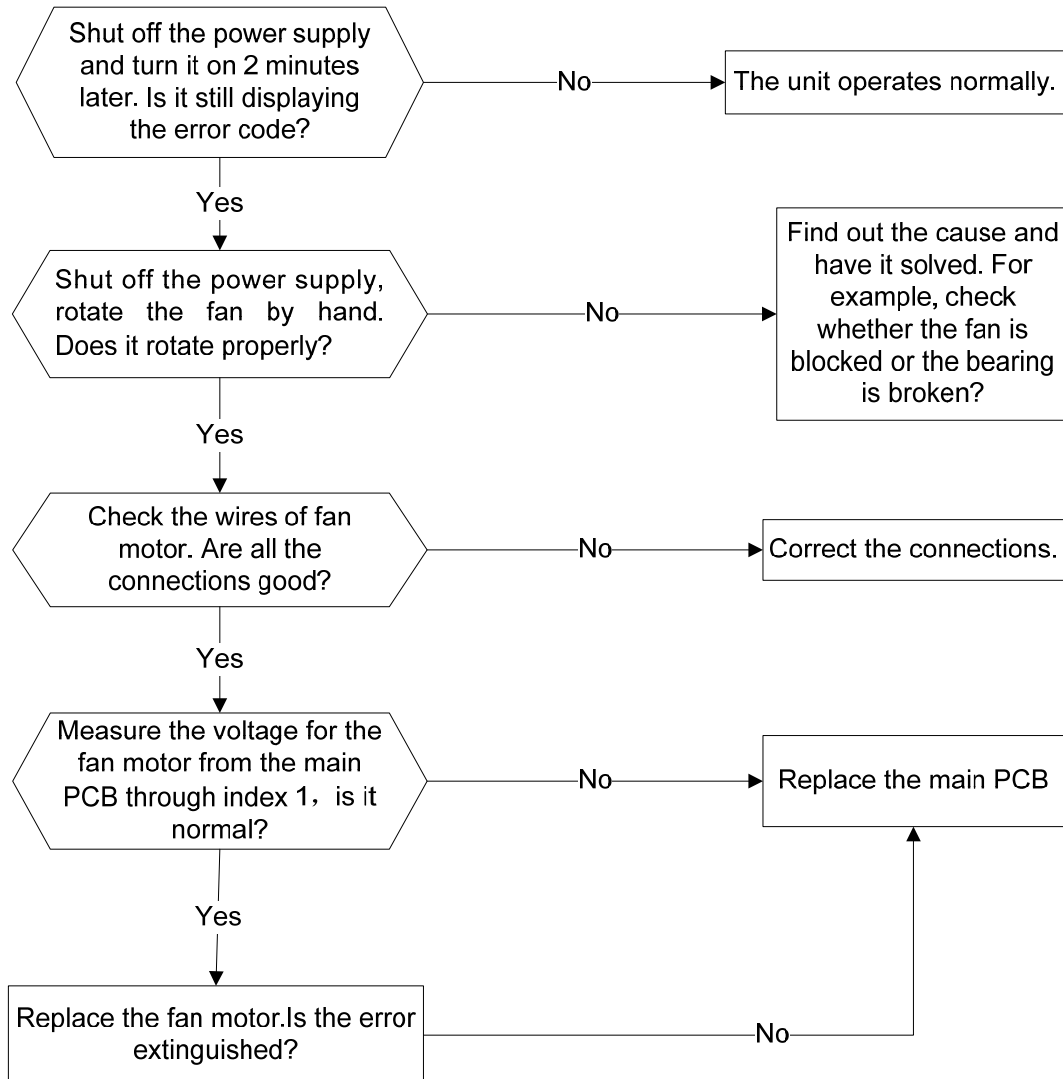 Shut off the power supply
and turn it on 2 minutes
later. Is it still displaying
the error code?
No
The unit operates normally.
Yes
Shut off the power supply,
rotate the fan by hand.
Does it rotate properly?
No
Find out the cause and
have it solved. For
example, check
whether the fan is
blocked or the bearing
is broken?
Yes
Check the wires of fan
motor. Are all the
connections good?
No
Correct the connections.
Yes
Measure the voltage for the
fan motor from the main
PCB through index 1，is it
normal?
No
Replace the main PCB
Yes
Replace the fan motor.Is the error
extinguished?
No